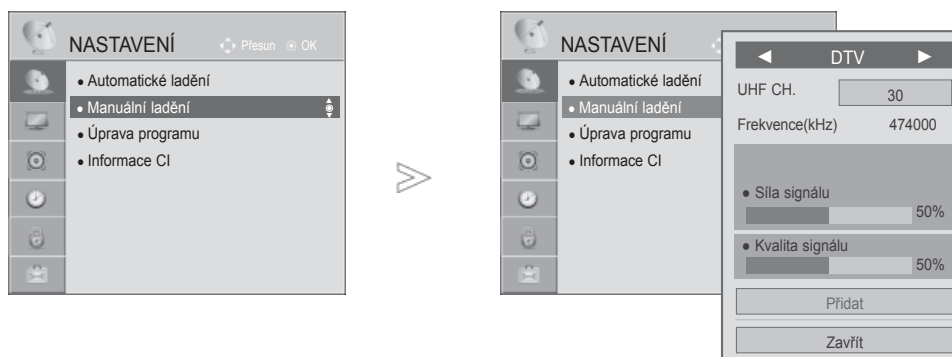 NASTAVENÍ
Přesun OK
• Automatické ladění
• Manuální ladění
• Úprava programu
• Informace CI
NASTAVENÍ
• Automatické ladění
• Manuální ladění
• Úprava programu
• Informace CI
◄ DTV ►
UHF CH. 30
Frekvence(kHz) 474000
• Síla signálu
50%
• Kvalita signálu
50%
Přidat
Zavřít